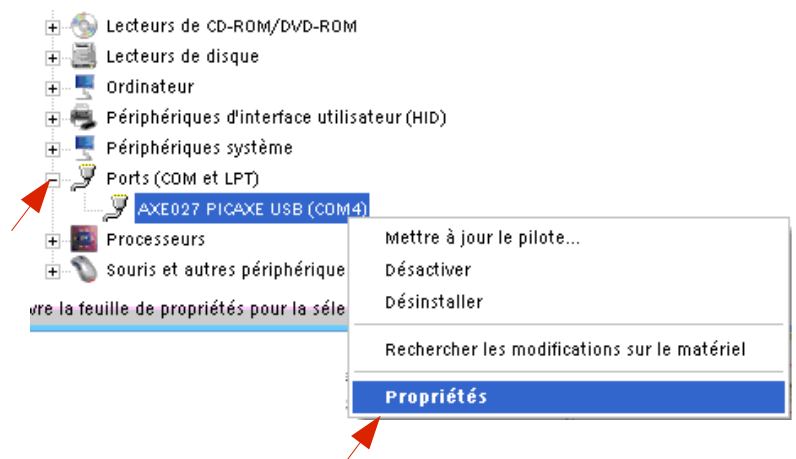 Lecteurs de CD-ROM/DVD-ROM
Lecteurs de disque
Ordinateur
Périphériques d'interface utilisateur (HID)
Périphériques système
Ports (COM et LPT)
AXE027 PICAXE USB (COM4)
Processeurs
Souris et autres périphérique
vre la feuille de propriétés pour la séle
Mettre à jour le pilote...
Désactiver
Désinstaller
Rechercher les modifications sur le matériel
Propriétés